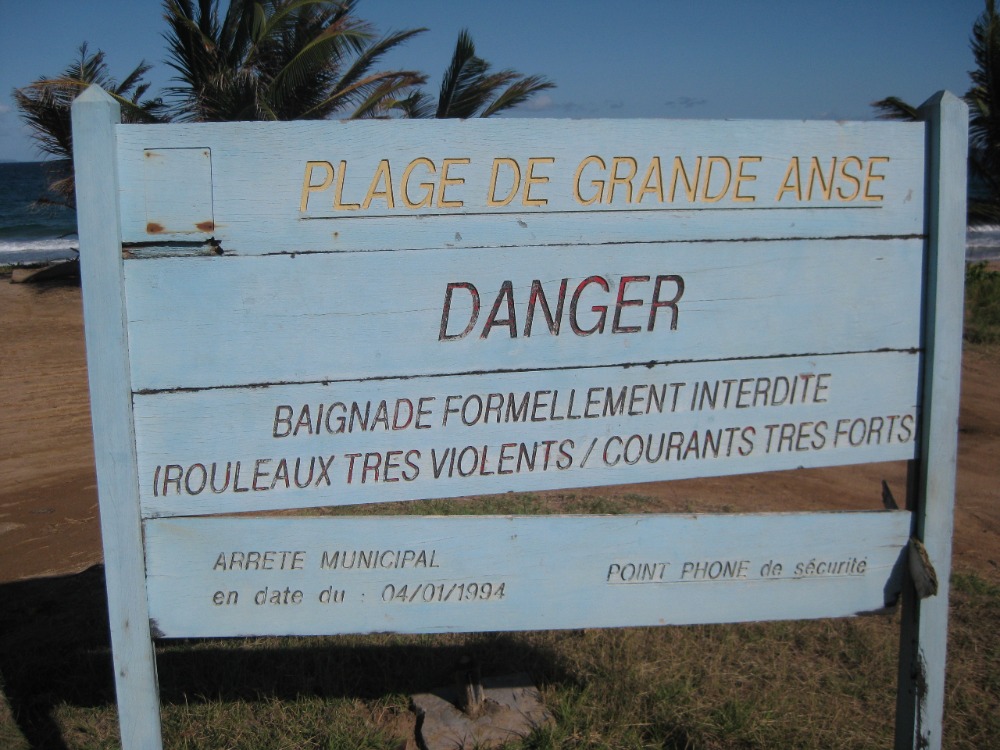 PLAGE DE GRANDE ANSE
DANGER
BAIGNADE FORMELLEMENT INTERDITE
(ROULEAUX TRES VIOLENTS / COURANTS TRES FORTS
ARRETE MUNICIPAL
en date du : 04/01/1994
POINT PHONE de sécurité